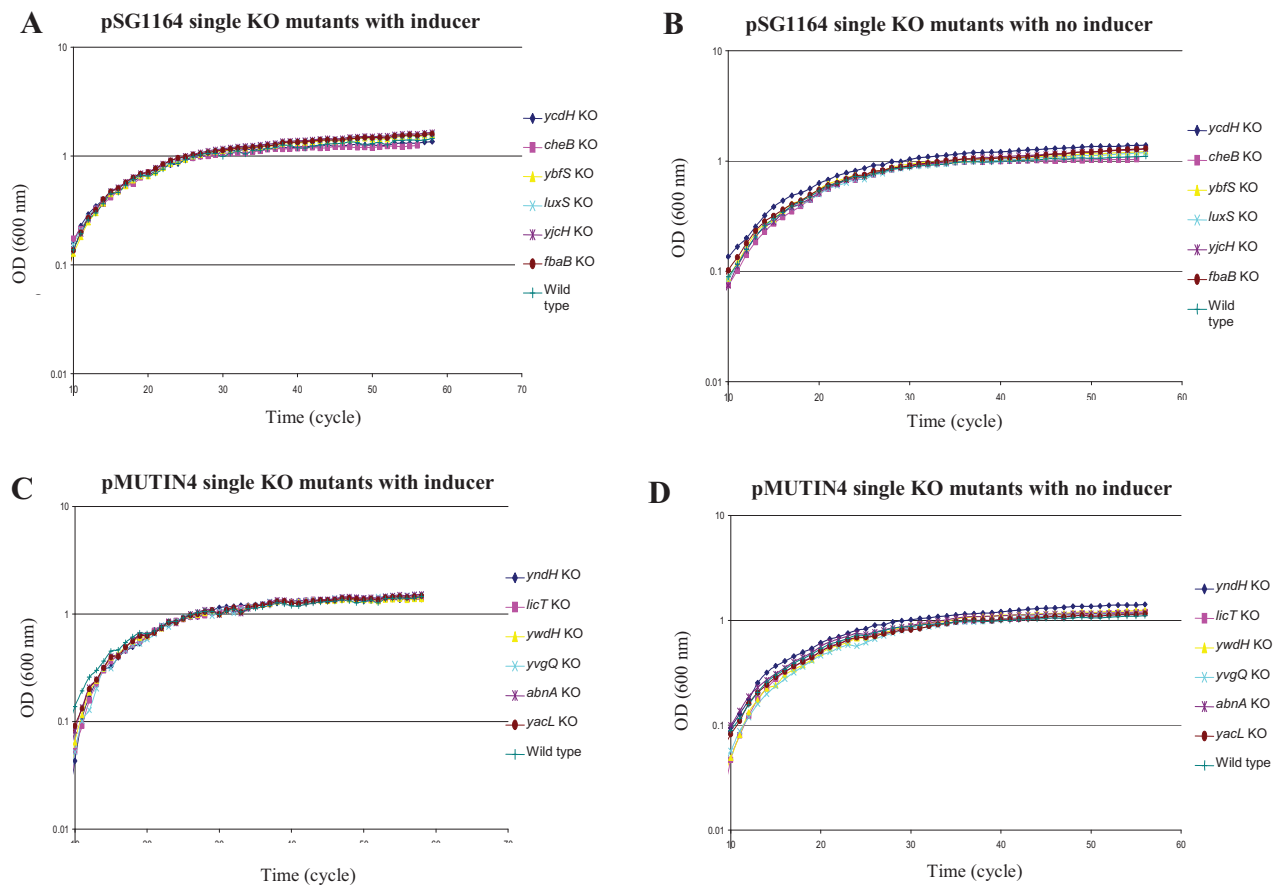 A
pSG1164 single KO mutants with inducer
10
1
0.1
0.01
OD (600 nm)
10 20 30 40 50 60 70
Time (cycle)
ycdH KO
cheB KO
ybfS KO
luxS KO
yjcH KO
fbaB KO
Wild
type
B
pSG1164 single KO mutants with no inducer
10
1
0.1
0.01
OD (600 nm)
10 20 30 40 50 60
Time (cycle)
ycdH KO
cheB KO
ybfS KO
luxS KO
yjcH KO
fbaB KO
Wild
type
C
pMUTIN4 single KO mutants with inducer
10
1
0.1
0.01
OD (600 nm)
10 20 30 40 50 60 70
Time (cycle)
yndH KO
licT KO
ywdH KO
yvgQ KO
abnA KO
yacL KO
Wild type
D
pMUTIN4 single KO mutants with no inducer
10
1
0.1
0.01
OD (600 nm)
10 20 30 40 50 60
Time (cycle)
yndH KO
licT KO
ywdH KO
yvgQ KO
abnA KO
yacL KO
Wild type